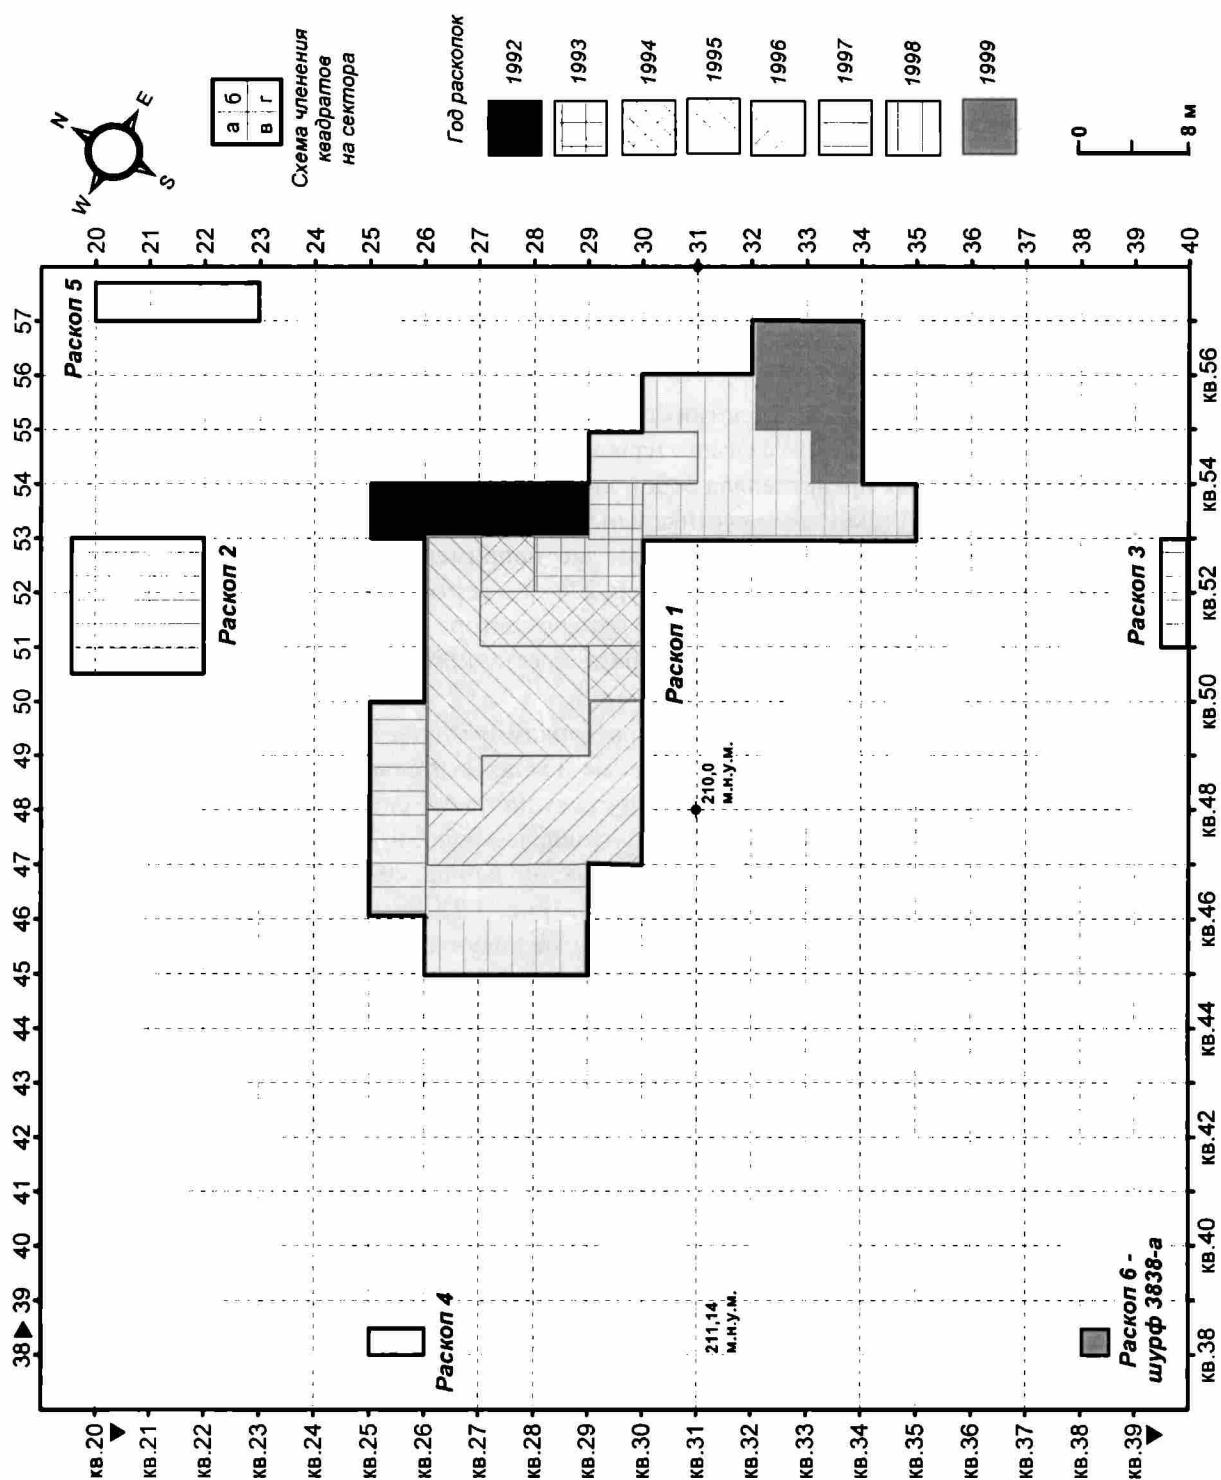 N
E
S
W
а б
в г
Схема членения
квадратов
на сектора
Год раскопок
1992
1993
1994
1995
1996
1997
1998
1999
0
8 м
38
39
40
41
42
43
44
45
46
47
48
49
50
51
52
53
54
55
56
57
20
21
22
23
24
25
26
27
28
29
30
31
32
33
34
35
36
37
38
39
40
кв.20
кв.21
кв.22
кв.23
кв.24
кв.25
кв.26
кв.27
кв.28
кв.29
кв.30
кв.31
кв.32
кв.33
кв.34
кв.35
кв.36
кв.37
кв.38
кв.39
кв.38
кв.40
кв.42
кв.44
кв.46
кв.48
кв.50
кв.52
кв.54
кв.56
Раскоп 5
Раскоп 2
Раскоп 1
Раскоп 3
Раскоп 4
Раскоп 6 -
шурф 3838-а
210,0
м.н.у.м.
211,14
м.н.у.м.